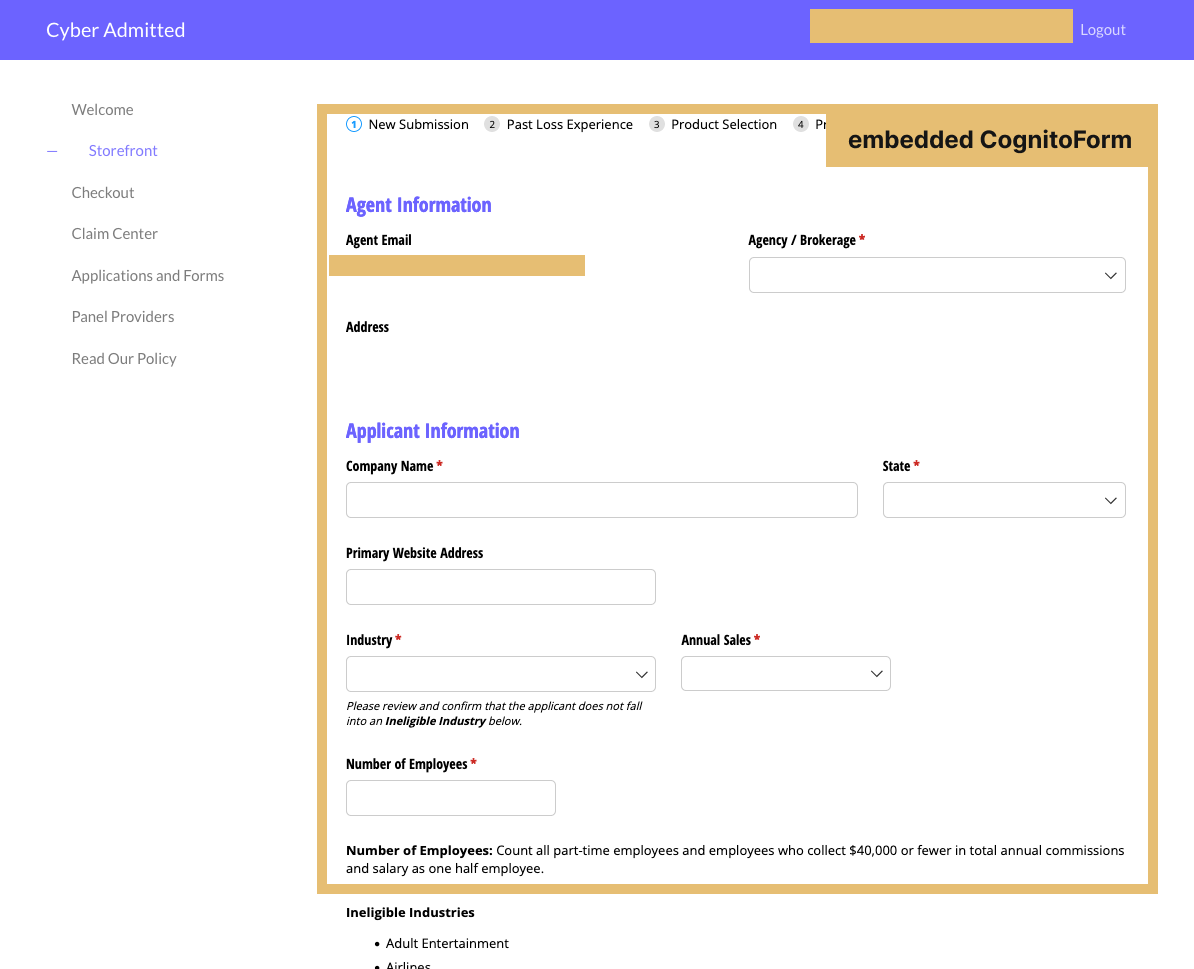 Cyber Admitted
Logout
Welcome
— Storefront
Checkout
Claim Center
Applications and Forms
Panel Providers
Read Our Policy
1 New Submission 2 Past Loss Experience 3 Product Selection 4
embedded CognitoForm
Agent Information
Agent Email
Agency / Brokerage *
Address
Applicant Information
Company Name *
State *
Primary Website Address
Industry *
Annual Sales *
Please review and confirm that the applicant does not fall
into an Ineligible Industry below.
Number of Employees *
Number of Employees: Count all part-time employees and employees who collect $40,000 or fewer in total annual commissions
and salary as one half employee.
Ineligible Industries
• Adult Entertainment
• Airlines